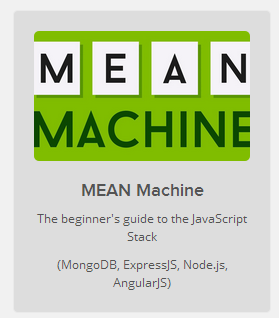 MEAN
MACHINE
MEAN Machine
The beginner's guide to the JavaScript
Stack
(MongoDB, ExpressJS, Node.js,
AngularJS)